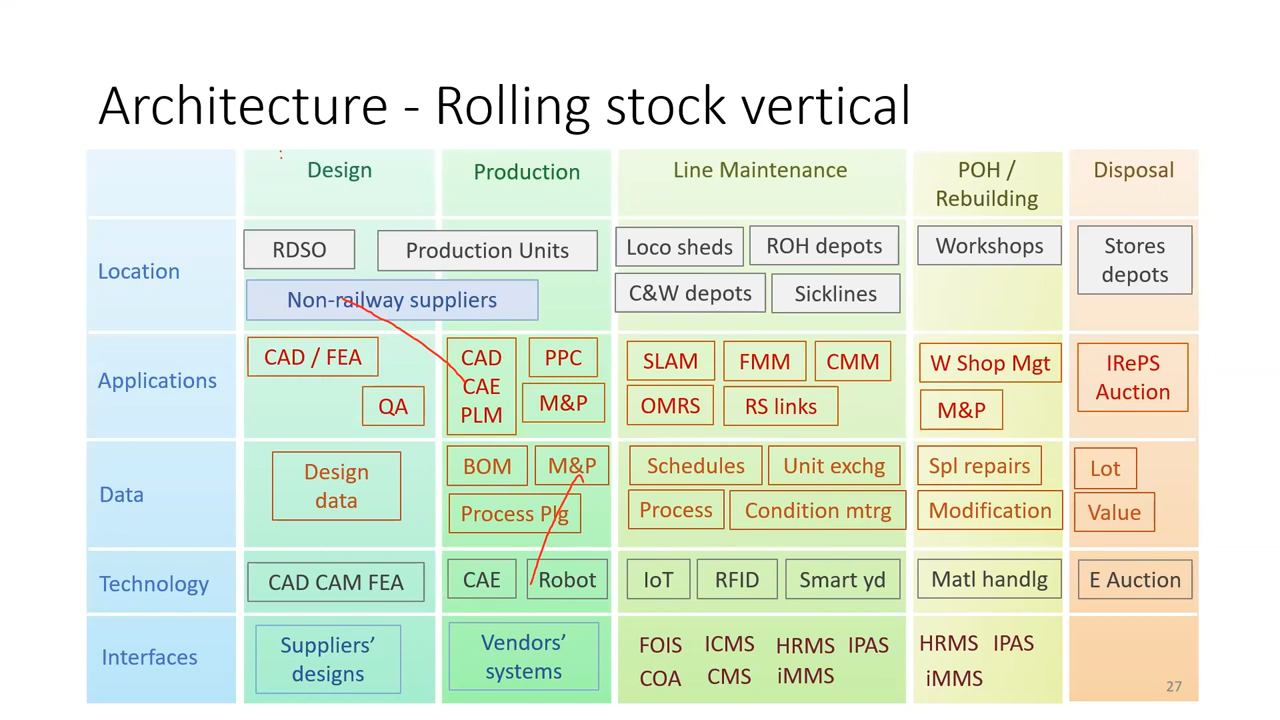 Architecture - Rolling stock vertical
Design Production Line Maintenance POH / Rebuilding Disposal
Location
RDSO Production Units
Non-railway suppliers
Loco sheds ROH depots
C&W depots Sicklines
Workshops
Stores
depots
Applications
CAD / FEA
QA
CAD
CAE
PLM
PPC
M&P
SLAM FMM CMM
OMRS RS links
W Shop Mgt
M&P
IRePS
Auction
Data
Design
data
BOM M&P
Process Plg
Schedules Unit exchg
Process Condition mtrg
Spl repairs
Modification
Lot
Value
Technology
CAD CAM FEA
CAE Robot
IoT RFID Smart yd
Matl handlg
E Auction
Interfaces
Suppliers'
designs
Vendors'
systems
FOIS ICMS HRMS IPAS
COA CMS iMMS
HRMS IPAS
iMMS
27